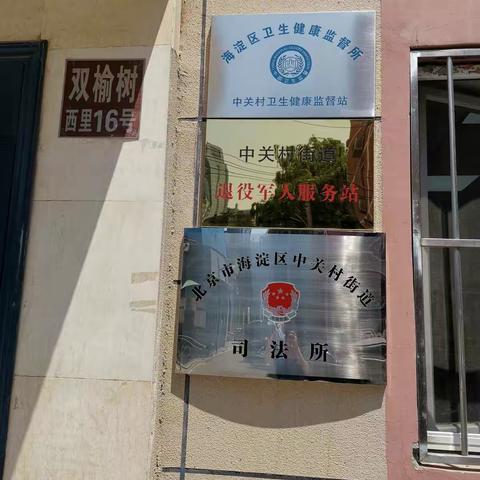 双榆树
西里16号
海淀区卫生健康监督所
中关村卫生健康监督站
中关村街道
退役军人服务站
北京市海淀区中关村街道
司法所